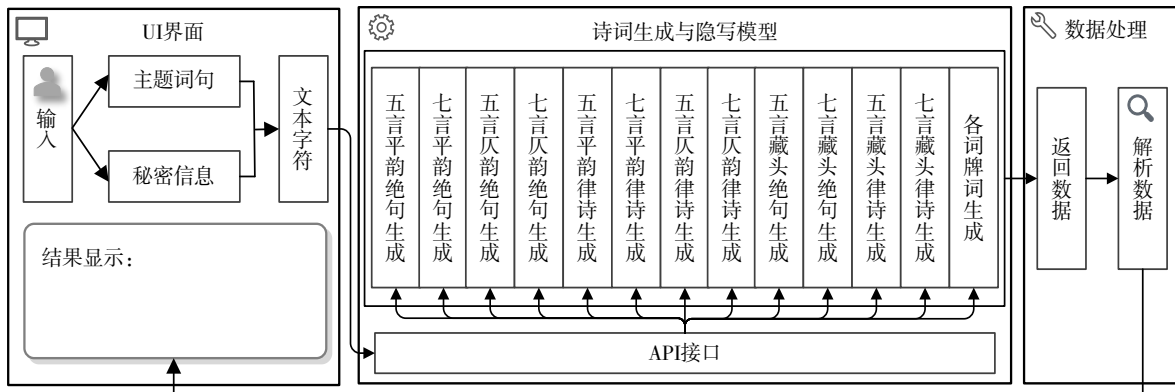 UI界面
输入
主题词句
秘密信息
文本字符
结果显示：
诗词生成与隐写模型
五言平韵绝句生成
七言平韵绝句生成
五言仄韵绝句生成
七言仄韵绝句生成
五言平韵律诗生成
七言平韵律诗生成
五言仄韵律诗生成
七言仄韵律诗生成
五言藏头绝句生成
七言藏头绝句生成
五言藏头律诗生成
七言藏头律诗生成
各词牌词生成
API接口
数据处理
返回数据
解析数据